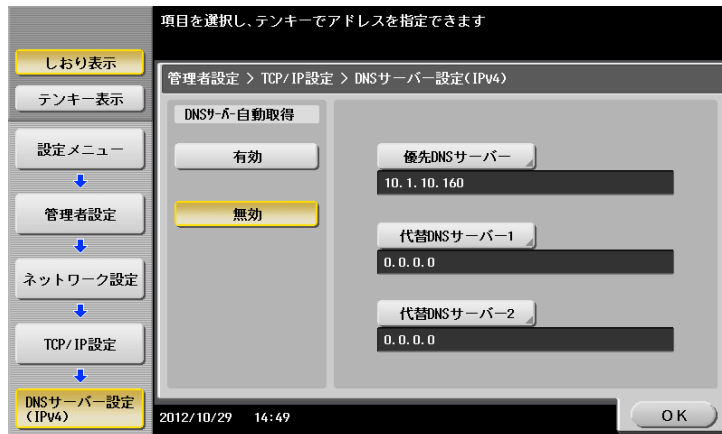 項目を選択し、テンキーでアドレスを指定できます
しおり表示
テンキー表示
設定メニュー
管理者設定
ネットワーク設定
TCP/IP設定
DNSサーバー設定
(IPv4)
管理者設定 > TCP/IP設定 > DNSサーバー設定(IPv4)
DNSサーバー自動取得
有効
無効
優先DNSサーバー
10.1.10.160
代替DNSサーバー1
0.0.0.0
代替DNSサーバー2
0.0.0.0
2012/10/29 14:49
OK